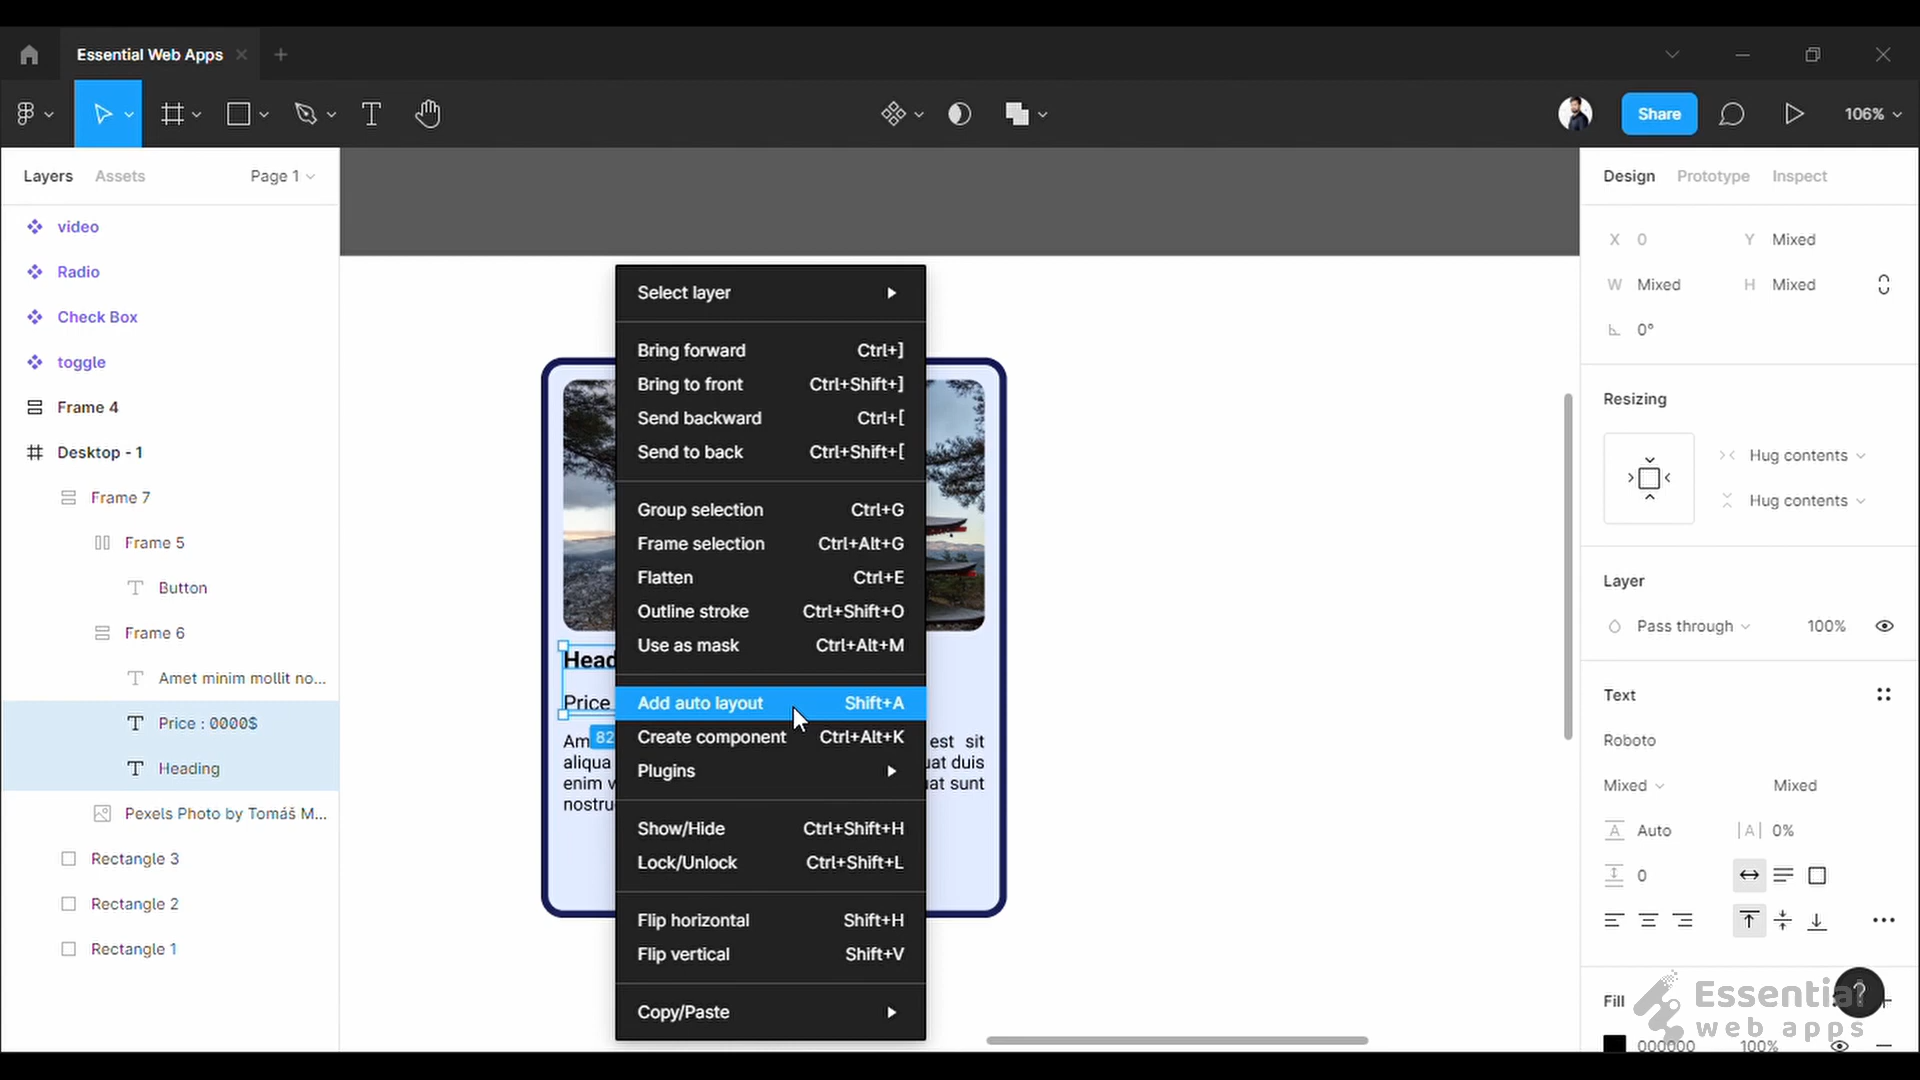 Essential Web Apps
Share
106%
Layers
Assets
Page 1
video
Radio
Check Box
toggle
Frame 4
Desktop - 1
Frame 7
Frame 5
Button
Frame 6
Amet minim mollit no...
Price : 0000$
Heading
Pexels Photo by Tomáš M...
Rectangle 3
Rectangle 2
Rectangle 1
Head
Price
Am
82
est sit
aliqua
uat duis
enim v
uat sunt
nostru
Select layer
Bring forward Ctrl+]
Bring to front Ctrl+Shift+]
Send backward Ctrl+[
Send to back Ctrl+Shift+[
Group selection Ctrl+G
Frame selection Ctrl+Alt+G
Flatten Ctrl+E
Outline stroke Ctrl+Shift+O
Use as mask Ctrl+Alt+M
Add auto layout Shift+A
Create component Ctrl+Alt+K
Plugins
Show/Hide Ctrl+Shift+H
Lock/Unlock Ctrl+Shift+L
Flip horizontal Shift+H
Flip vertical Shift+V
Copy/Paste
Design Prototype Inspect
X 0 Y Mixed
W Mixed H Mixed
0°
Resizing
Hug contents
Hug contents
Layer
Pass through 100%
Text
Roboto
Mixed Mixed
A Auto |A| 0%
0
Fill
000000 100%
Essential
web apps
?